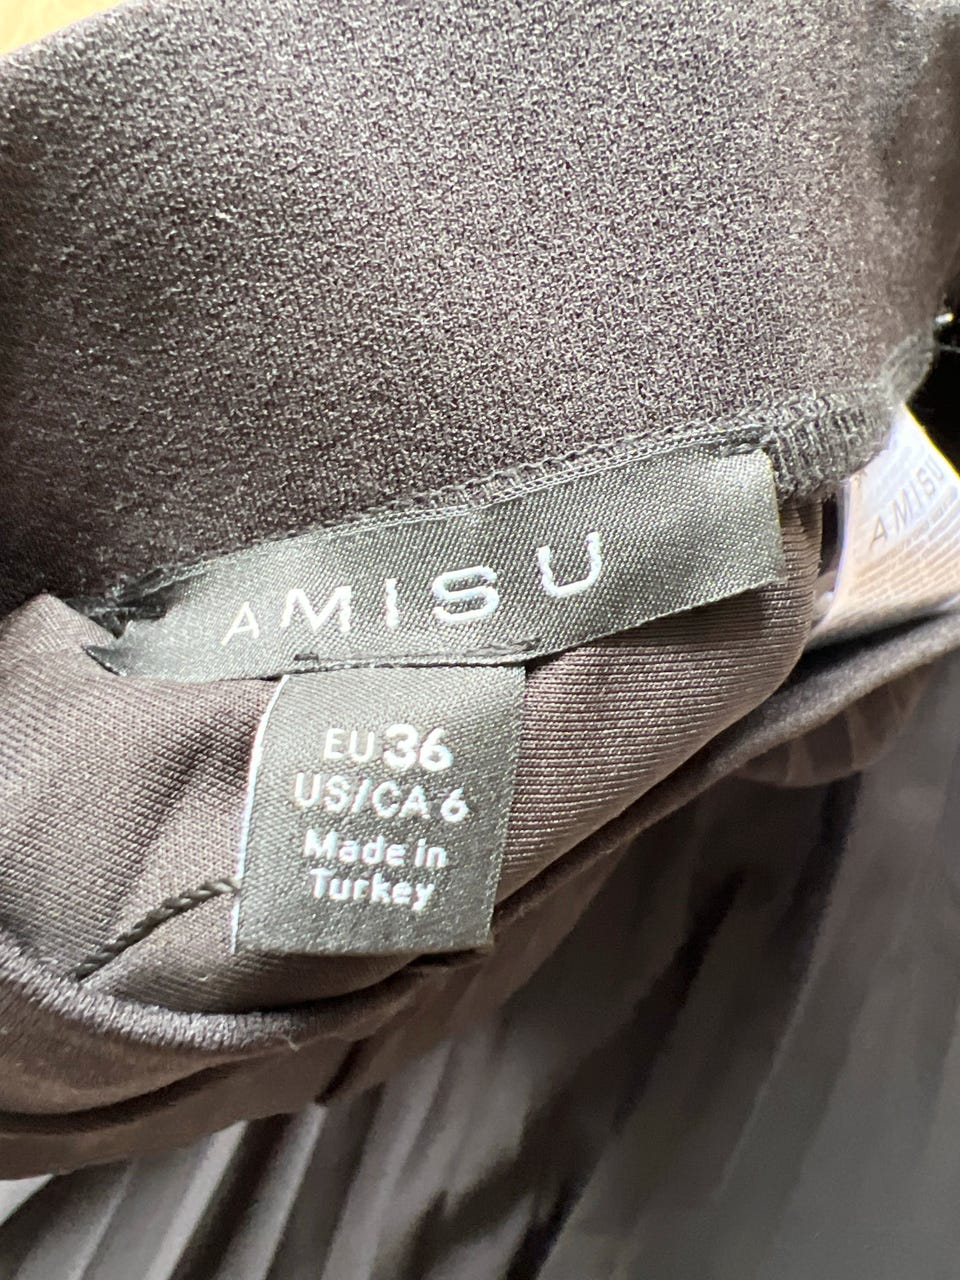 AMISU
EU 36
US/CA 6
Made in
Turkey
AMISU